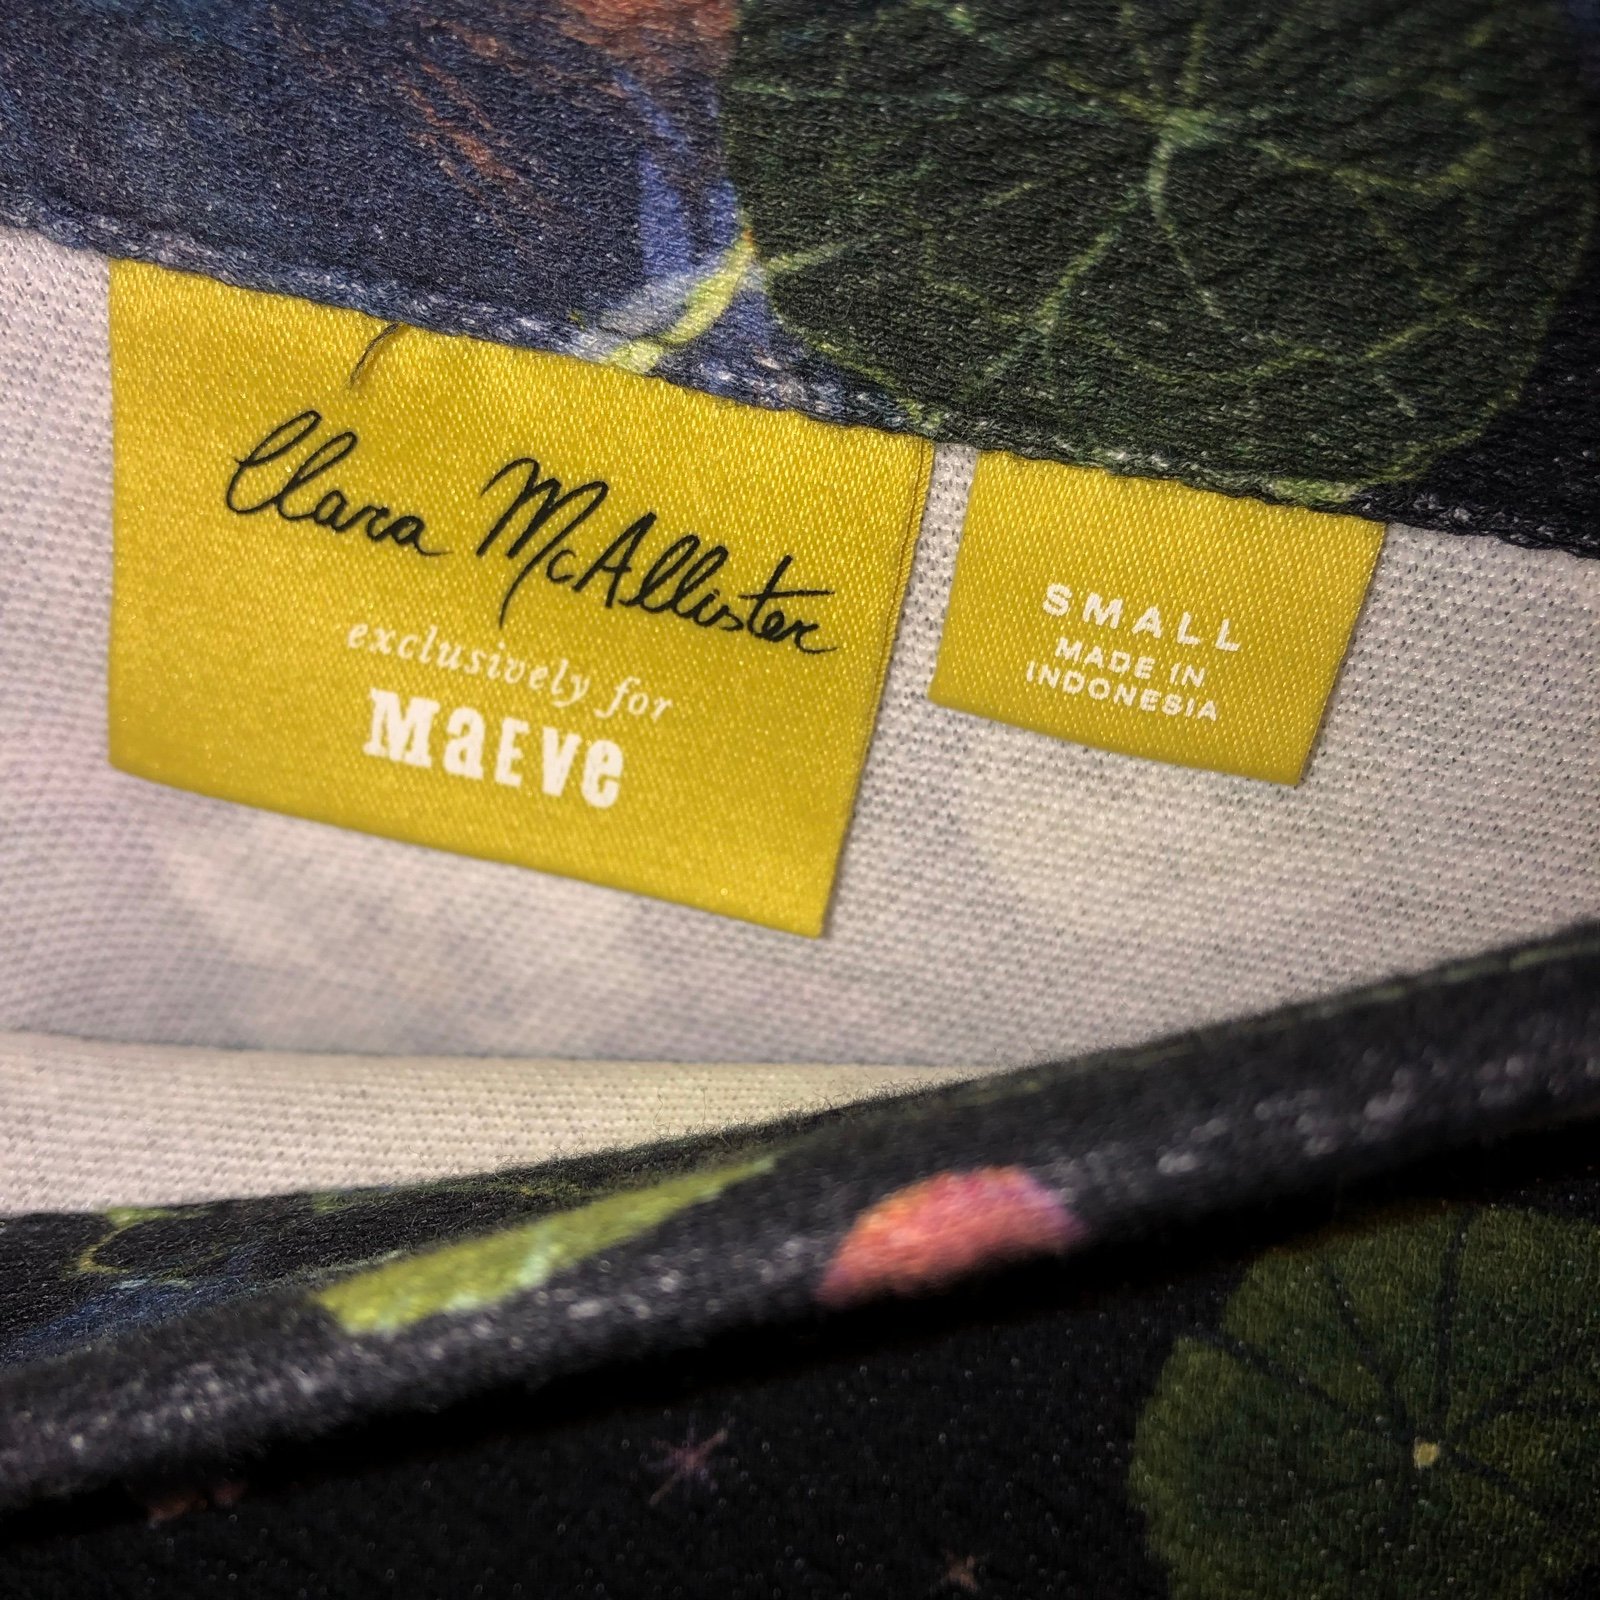 Clara McAllister
exclusively for
MaEVe
SMALL
MADE IN
INDONESIA